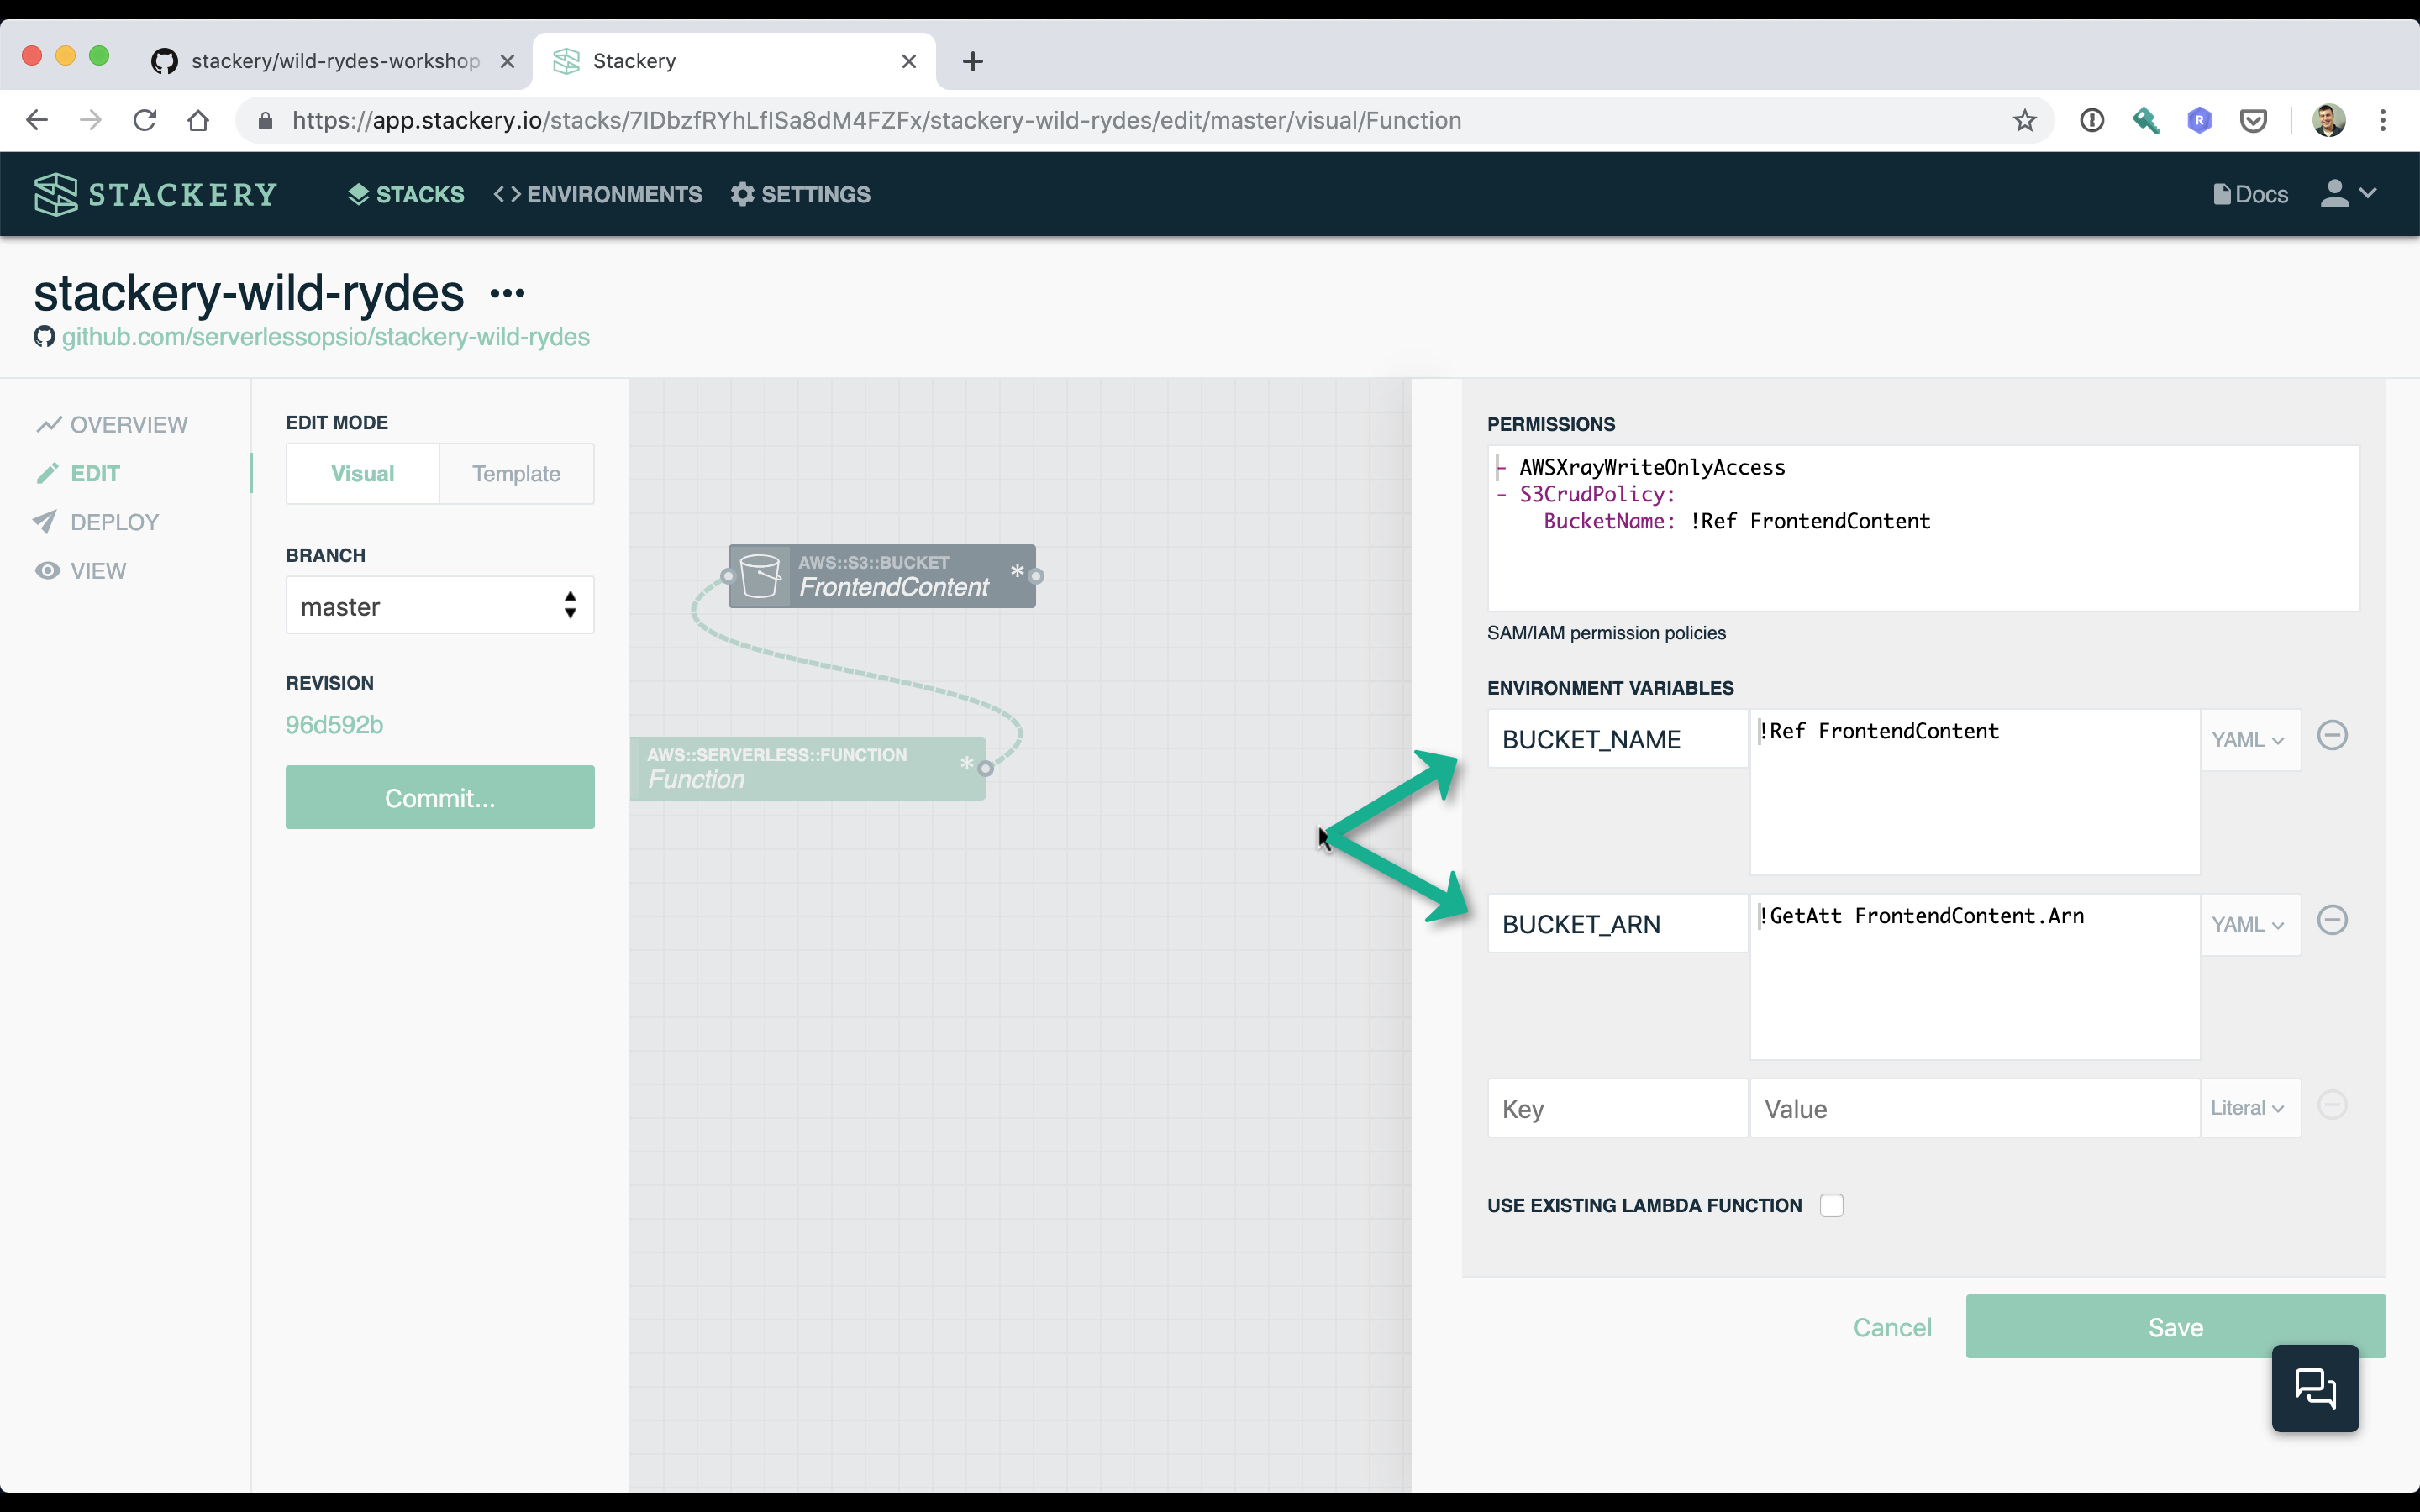 stackery/wild-rydes-workshop
Stackery
https://app.stackery.io/stacks/7IDbzfRYhLfISa8dM4FZFx/stackery-wild-rydes/edit/master/visual/Function
R
STACKERY
STACKS
ENVIRONMENTS
SETTINGS
Docs
stackery-wild-rydes
github.com/serverlessopsio/stackery-wild-rydes
OVERVIEW
EDIT
DEPLOY
VIEW
EDIT MODE
Visual
Template
BRANCH
master
REVISION
96d592b
Commit...
AWS::S3::BUCKET
FrontendContent *
AWS::SERVERLESS::FUNCTION
Function *
PERMISSIONS
- AWSXrayWriteOnlyAccess
- S3CrudPolicy:
BucketName: !Ref FrontendContent
SAM/IAM permission policies
ENVIRONMENT VARIABLES
BUCKET_NAME
!Ref FrontendContent
YAML
BUCKET_ARN
!GetAtt FrontendContent.Arn
YAML
Key
Value
Literal
USE EXISTING LAMBDA FUNCTION
Cancel
Save